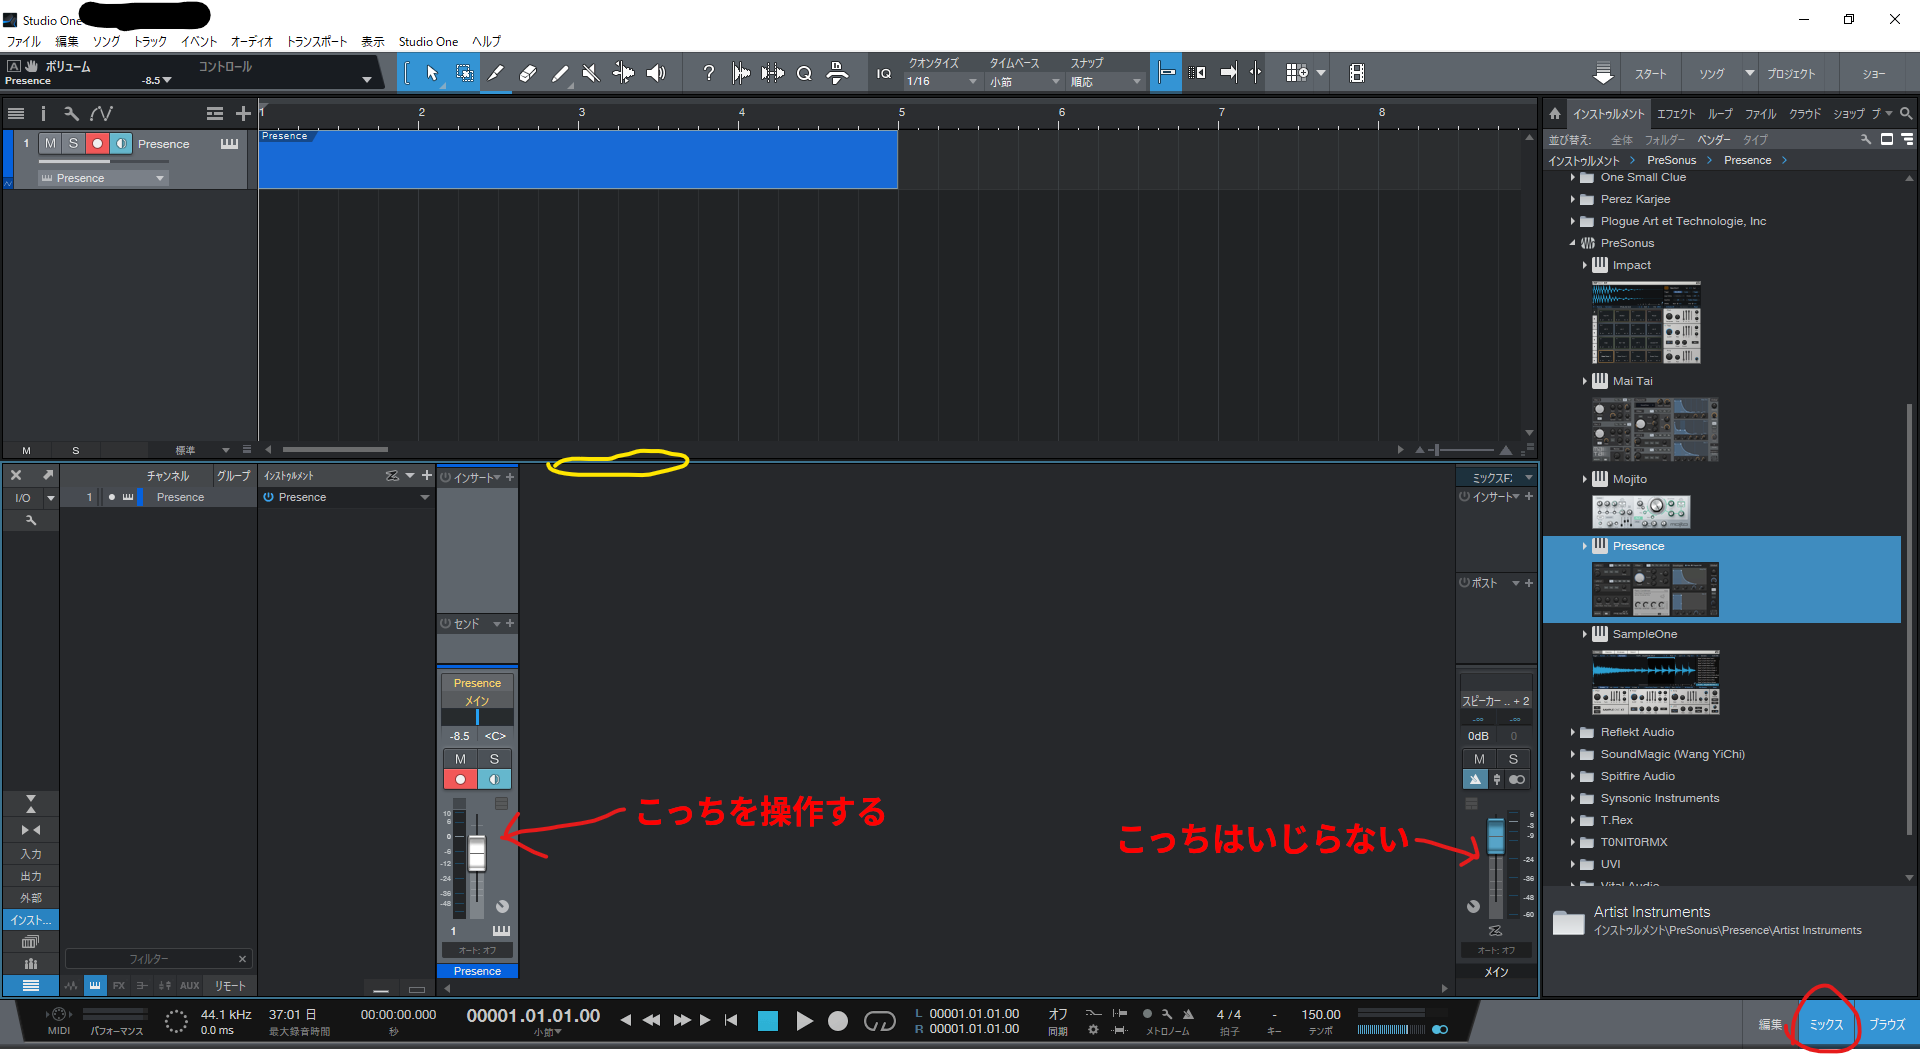 Studio One
ファイル 編集 ソング トラック イベント オーディオ トランスポート 表示 Studio One ヘルプ
A ボリューム コントロール
Presence -8.5
IQ クオンタイズ タイムベース スナップ
1/16 小節 順応
スタート ソング プロジェクト ショー
1 2 3 4 5 6 7 8
インストゥルメント エフェクト ループ ファイル クラウド ショップ プ
並び替え: 全体 フォルダー ベンダー タイプ
インストゥルメント PreSonus Presence
1 M S Presence
Presence
Presence
One Small Clue
Perez Karjee
Plogue Art et Technologie, Inc
PreSonus
Impact
Mai Tai
Mojito
Presence
SampleOne
Reflekt Audio
SoundMagic (Wang YiChi)
Spitfire Audio
Synsonic Instruments
T.Rex
T0NIT0RMX
UVI
Vital Audio
Artist Instruments
インストゥルメント\PreSonus\Presence\Artist Instruments
M S 標準
チャンネル グループ インストゥルメント
I/O 1 Presence Presence
インサート
センド
Presence
メイン
-8.5 <C>
M S
10
6
0
-6
-12
-24
-36
-48
1
オート: オフ
Presence
こっちを操作する
こっちはいじらない
ミックスF:
インサート
ポスト
スピーカー .. + 2
-∞ -∞
0dB 0
M S
6
-3
-9
-24
-36
-48
-60
オート: オフ
メイン
入力
出力
外部
インスト...
フィルター
FX AUX リモート
MIDI パフォーマンス
44.1 kHz
0.0 ms
37:01 日
最大録音時間
00:00:00.000
秒
00001.01.01.00
小節
L 00001.01.01.00
R 00001.01.01.00
オフ
同期
メトロノーム
4 / 4
拍子
-
キー
150.00
テンポ
編集 ミックス ブラウズ